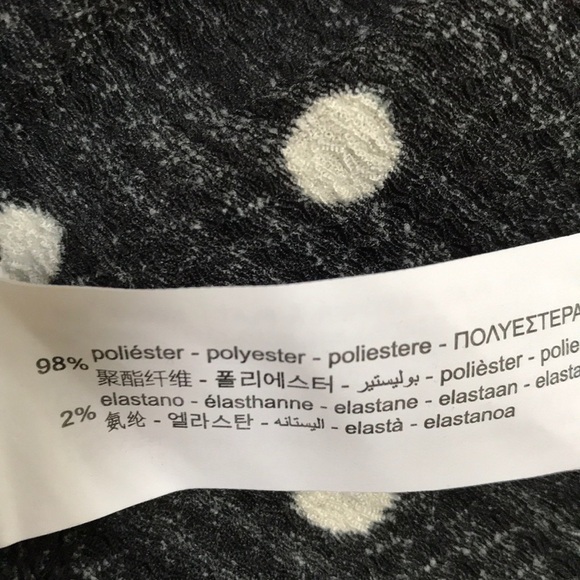 98% poliéster - polyester - poliestere - ΠΟΛΥΕΣΤΕΡΑ
聚酯纤维 - 폴리에스터 - بوليستير - polièster - polie
2% elastano - élasthanne - elastane - elastaan - elasta
氨纶 - 엘라스탄 - اليستانه - elastà - elastanoa